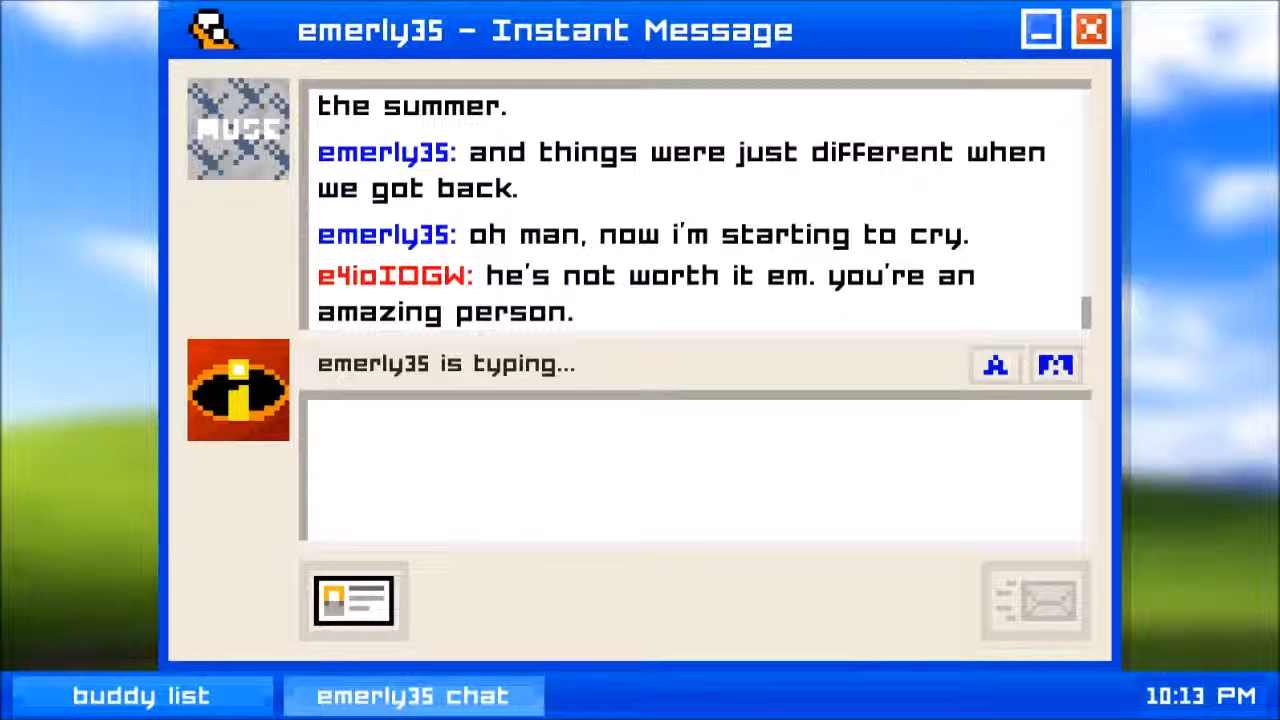 emerly35 - Instant Message
MUSE
the summer.
emerly35: and things were just different when
we got back.
emerly35: oh man, now i'm starting to cry.
e4ioIOGW: he's not worth it em. you're an
amazing person.
emerly35 is typing...
A
buddy list
emerly35 chat
10:13 PM